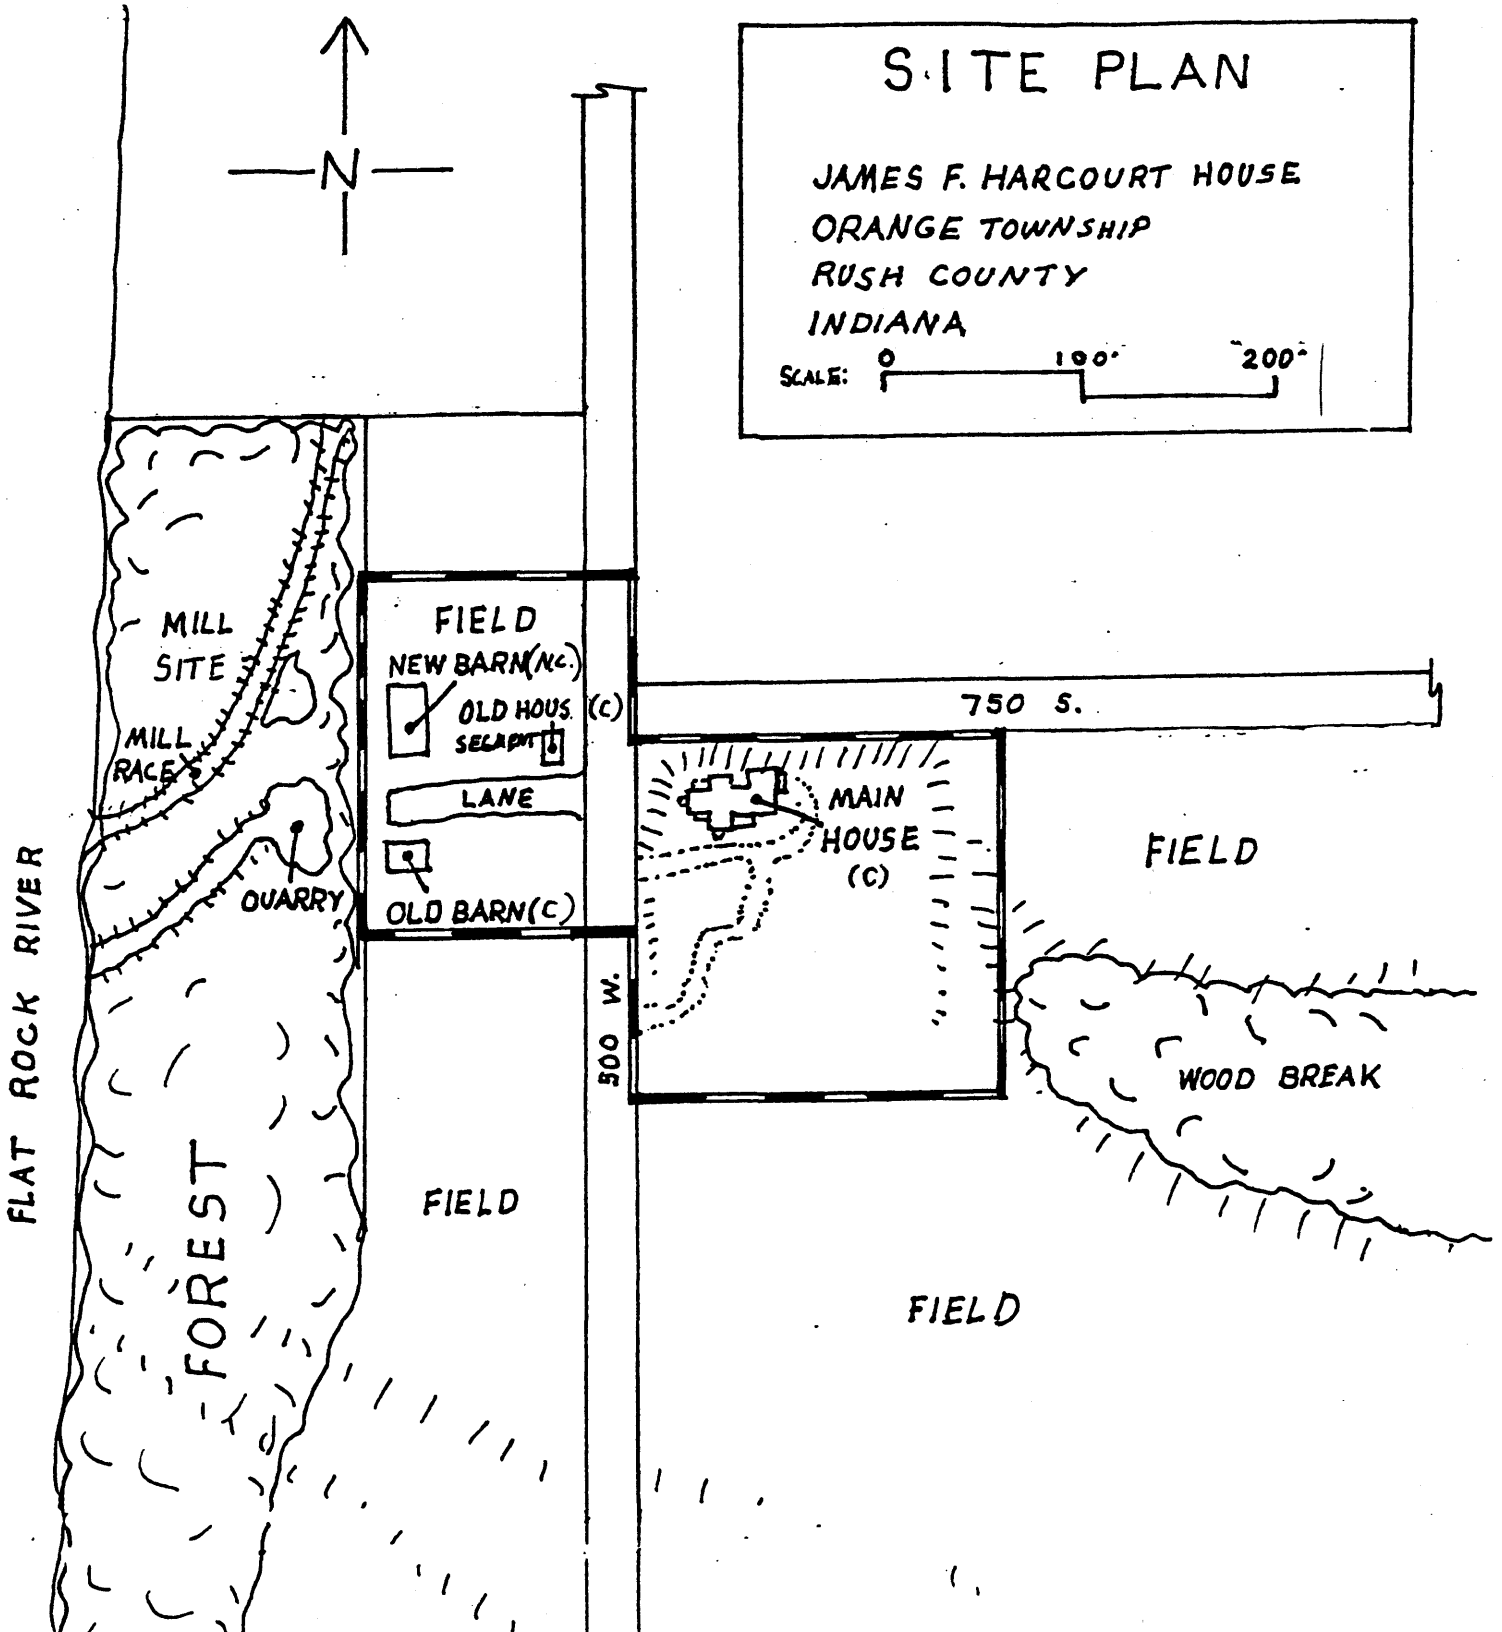 SITE PLAN
JAMES F. HARCOURT HOUSE
ORANGE TOWNSHIP
RUSH COUNTY
INDIANA
SCALE: 0 100' 200'
N
MILL
SITE
MILL
RACE
QUARRY
FIELD
NEW BARN (N.C.)
OLD HOUS. (C)
SEGMENT
LANE
OLD BARN (C)
750 S.
MAIN
HOUSE
(C)
FIELD
WOOD BREAK
500 W.
FLAT ROCK RIVER
FOREST
FIELD
FIELD